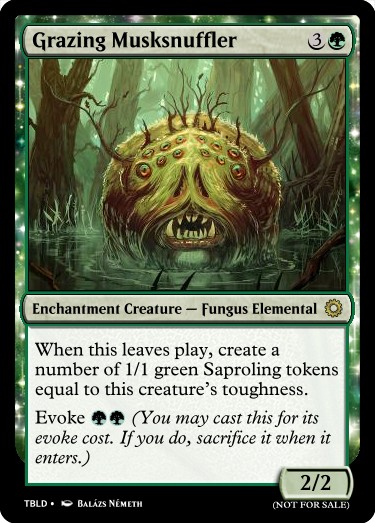 Grazing Musksnuffler 3
Enchantment Creature — Fungus Elemental
When this leaves play, create a
number of 1/1 green Saproling tokens
equal to this creature's toughness.
Evoke (You may cast this for its
evoke cost. If you do, sacrifice it when it
enters.)
2/2
TBLD • Balázs Németh
(NOT FOR SALE)